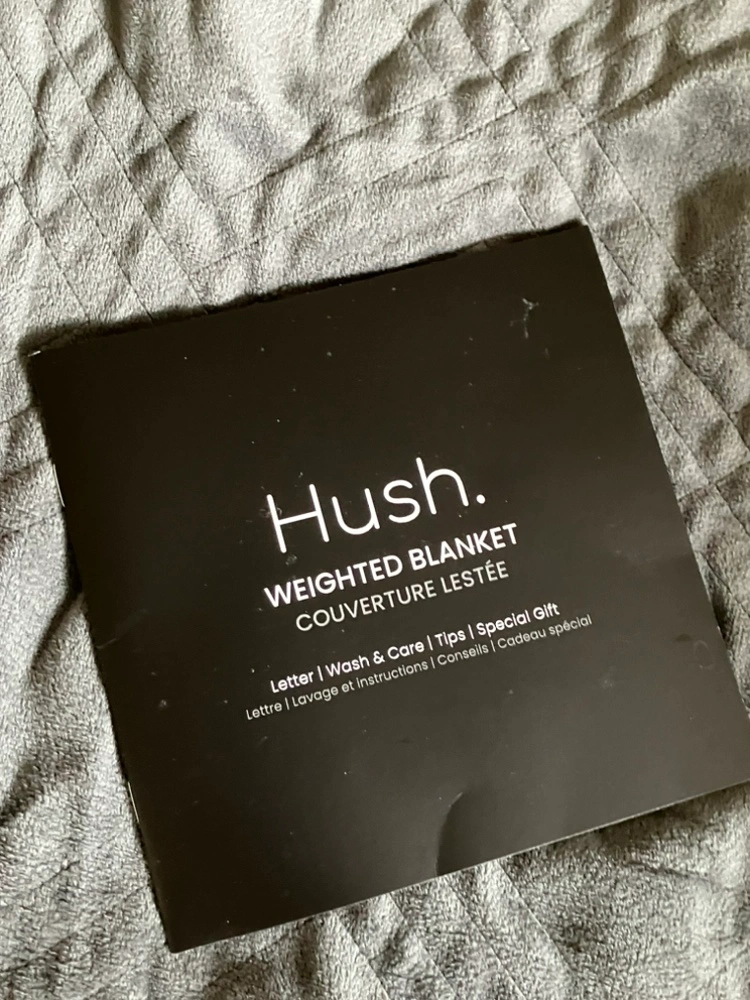 Hush.
WEIGHTED BLANKET
COUVERTURE LESTÉE
Letter | Wash & Care | Tips | Special Gift
Lettre | Lavage et instructions | Conseils | Cadeau spécial